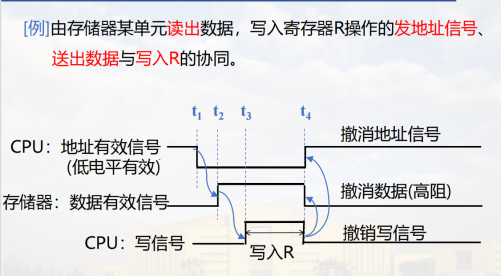 [例]由存储器某单元读出数据，写入寄存器R操作的发地址信号、
送出数据与写入R的协同。
t1 t2 t3 t4
CPU：地址有效信号
(低电平有效)
撤消地址信号
存储器：数据有效信号
撤消数据(高阻)
CPU：写信号
写入R
撤销写信号